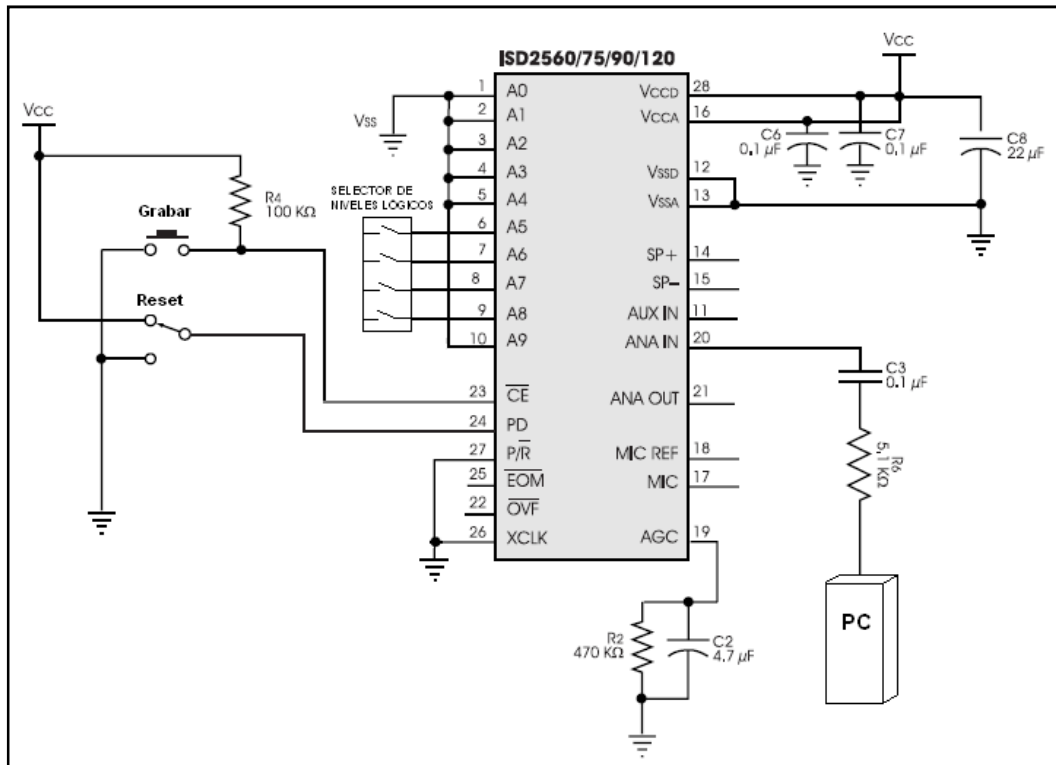 ISD2560/75/90/120
Vcc
Vcc
Vss
1 A0
2 A1
3 A2
4 A3
4 A4
5
6 A5
7 A6
8 A7
9 A8
10 A9
23 CE
24 PD
27 P/R
25 EOM
22 OVF
26 XCLK
VCCD 28
VCCA 16
VSSD 12
VSSA 13
SP+ 14
SP– 15
AUX IN 11
ANA IN 20
ANA OUT 21
MIC REF 18
MIC 17
AGC 19
R4
100 KΩ
Grabar
Reset
SELECTOR DE
NIVELES LÓGICOS
C6
0,1 µF
C7
0.1 µF
C8
22 µF
C3
0.1 µF
R6
5,1 KΩ
PC
R2
470 KΩ
C2
4.7 µF